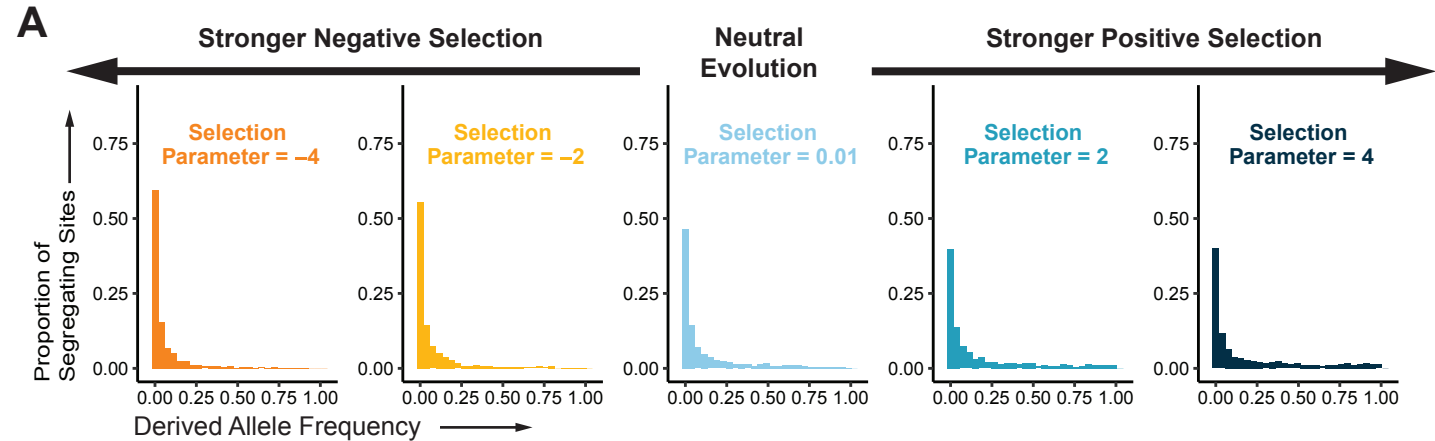 A
Stronger Negative Selection
Neutral
Evolution
Stronger Positive Selection
Proportion of
Segregating Sites
Selection
Parameter = –4
0.75
0.50
0.25
0.00
0.00 0.25 0.50 0.75 1.00
Selection
Parameter = –2
0.75
0.50
0.25
0.00
0.00 0.25 0.50 0.75 1.00
Selection
Parameter = 0.01
0.75
0.50
0.25
0.00
0.00 0.25 0.50 0.75 1.00
Selection
Parameter = 2
0.75
0.50
0.25
0.00
0.00 0.25 0.50 0.75 1.00
Selection
Parameter = 4
0.75
0.50
0.25
0.00
0.00 0.25 0.50 0.75 1.00
Derived Allele Frequency